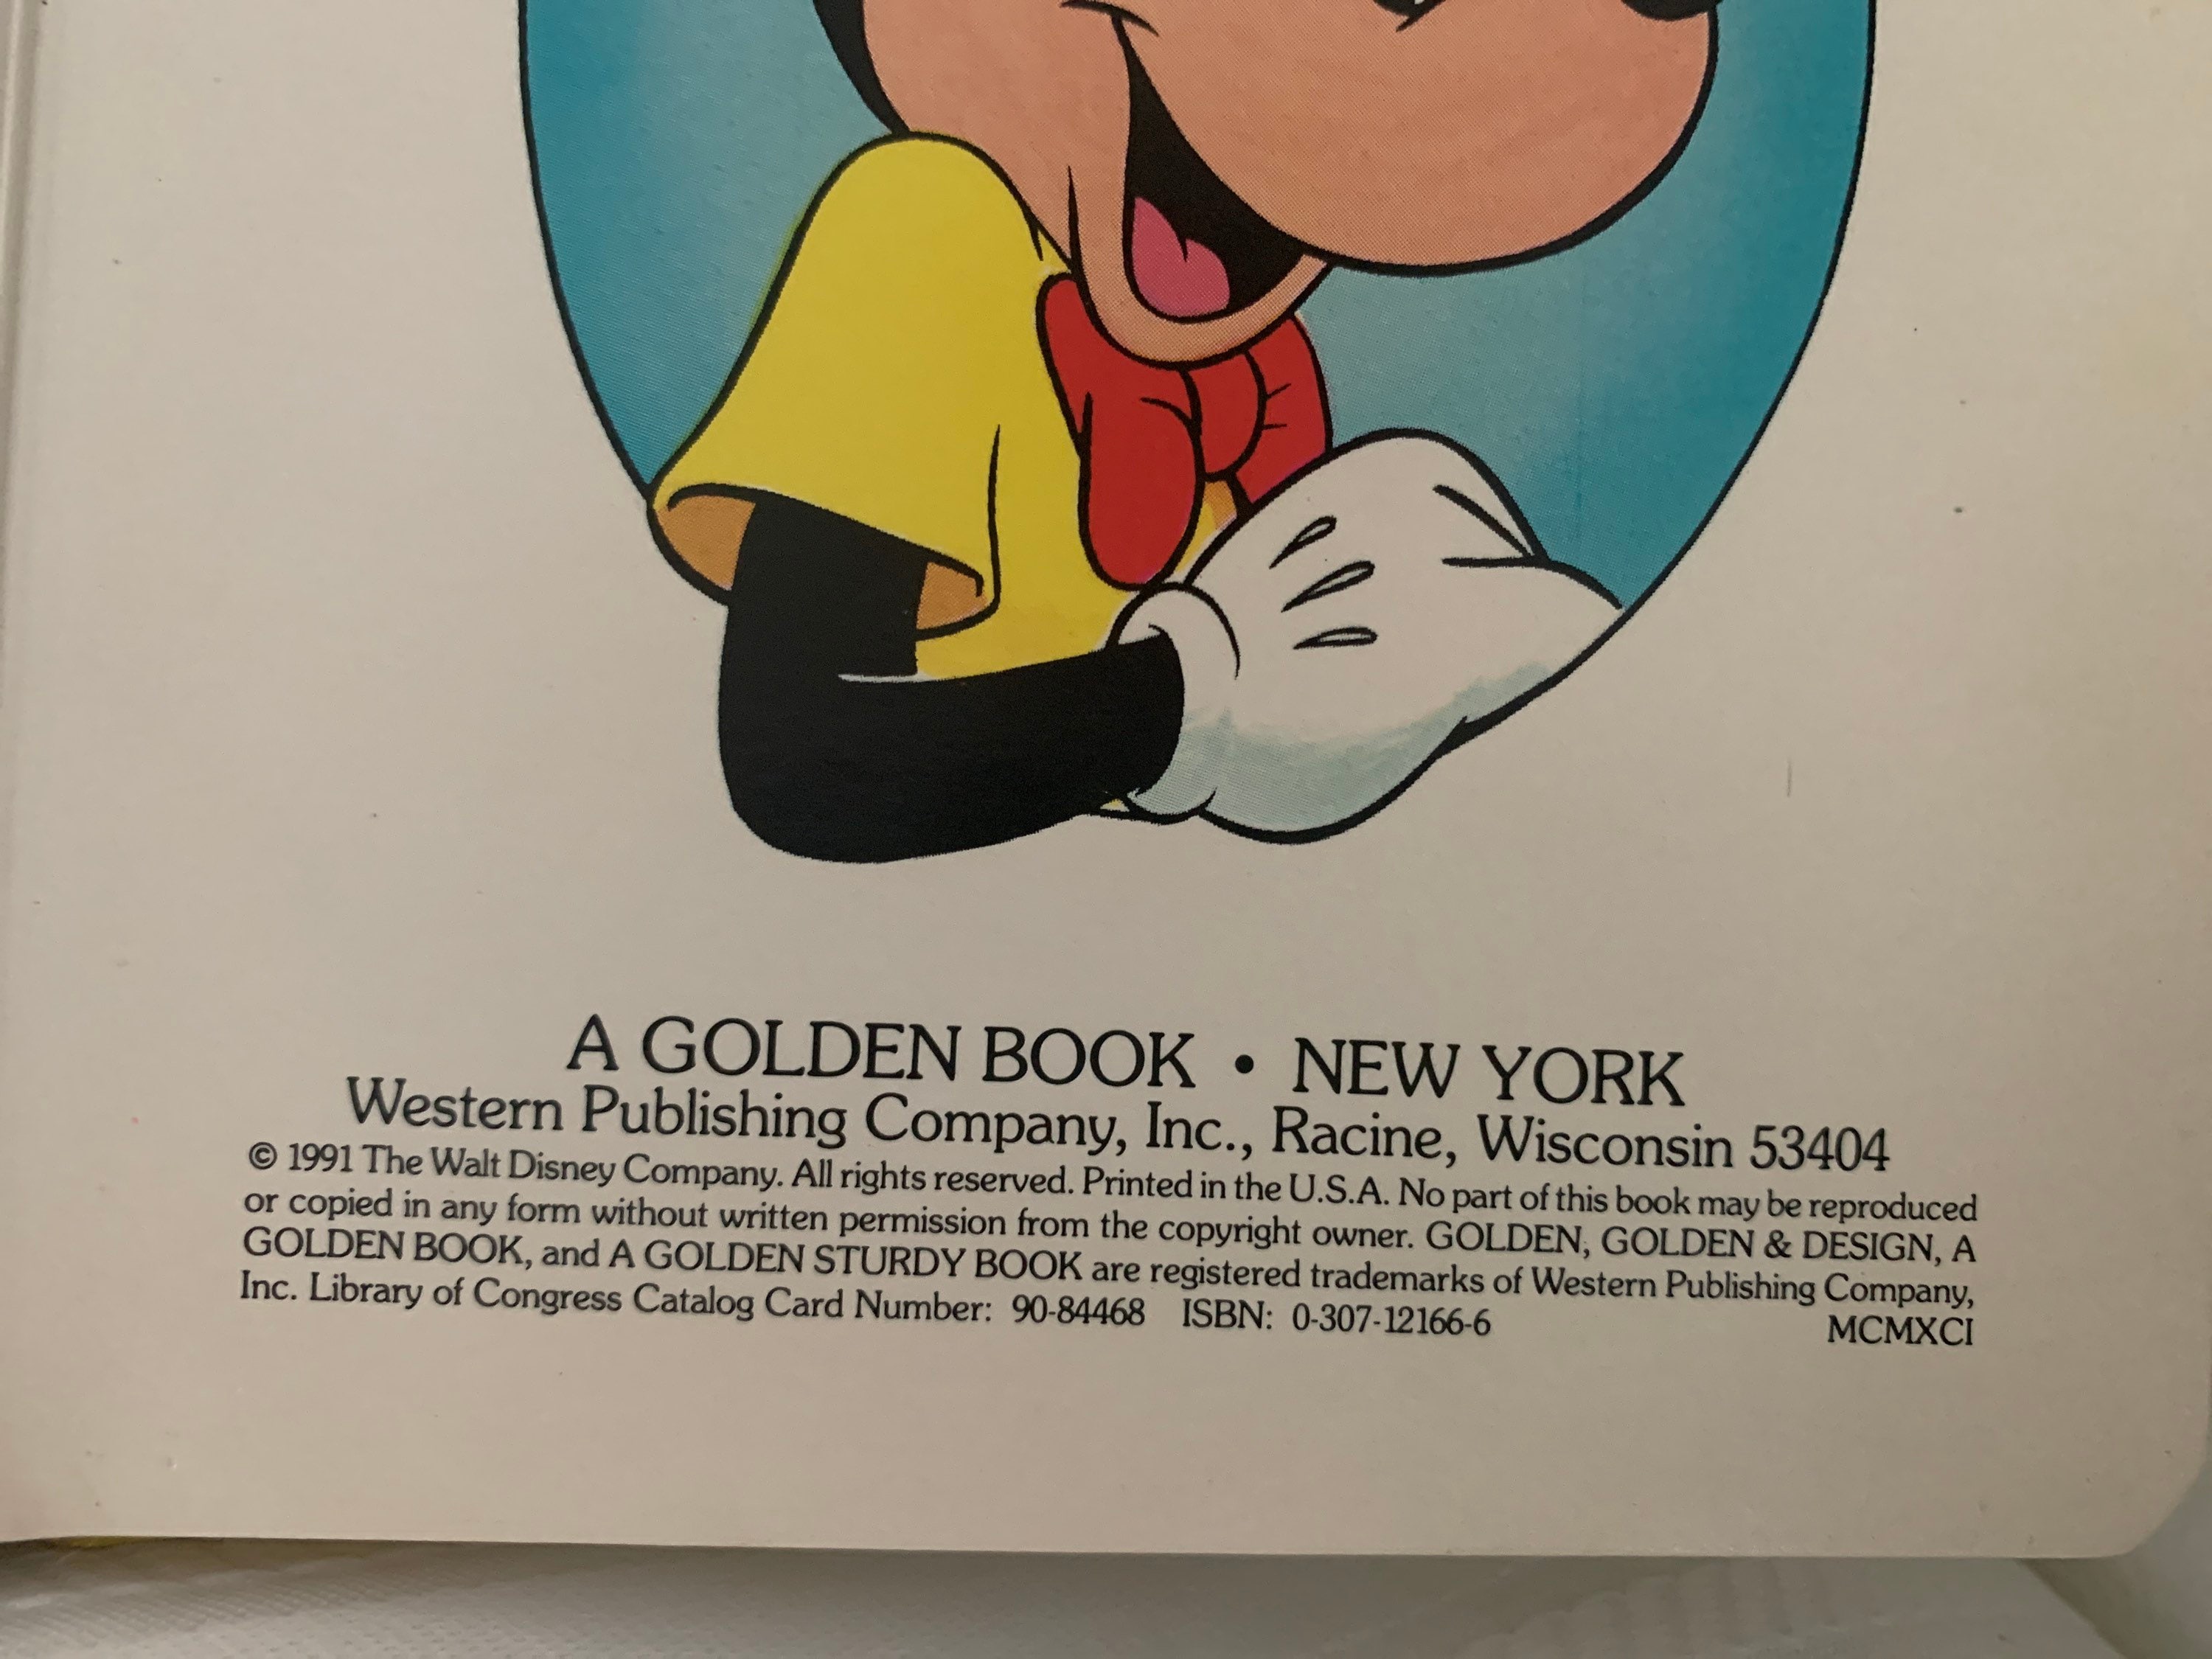 A GOLDEN BOOK • NEW YORK
Western Publishing Company, Inc., Racine, Wisconsin 53404
© 1991 The Walt Disney Company. All rights reserved. Printed in the U.S.A. No part of this book may be reproduced
or copied in any form without written permission from the copyright owner. GOLDEN, GOLDEN & DESIGN, A
GOLDEN BOOK, and A GOLDEN STURDY BOOK are registered trademarks of Western Publishing Company,
Inc. Library of Congress Catalog Card Number: 90-84468 ISBN: 0-307-12166-6 MCMXCI